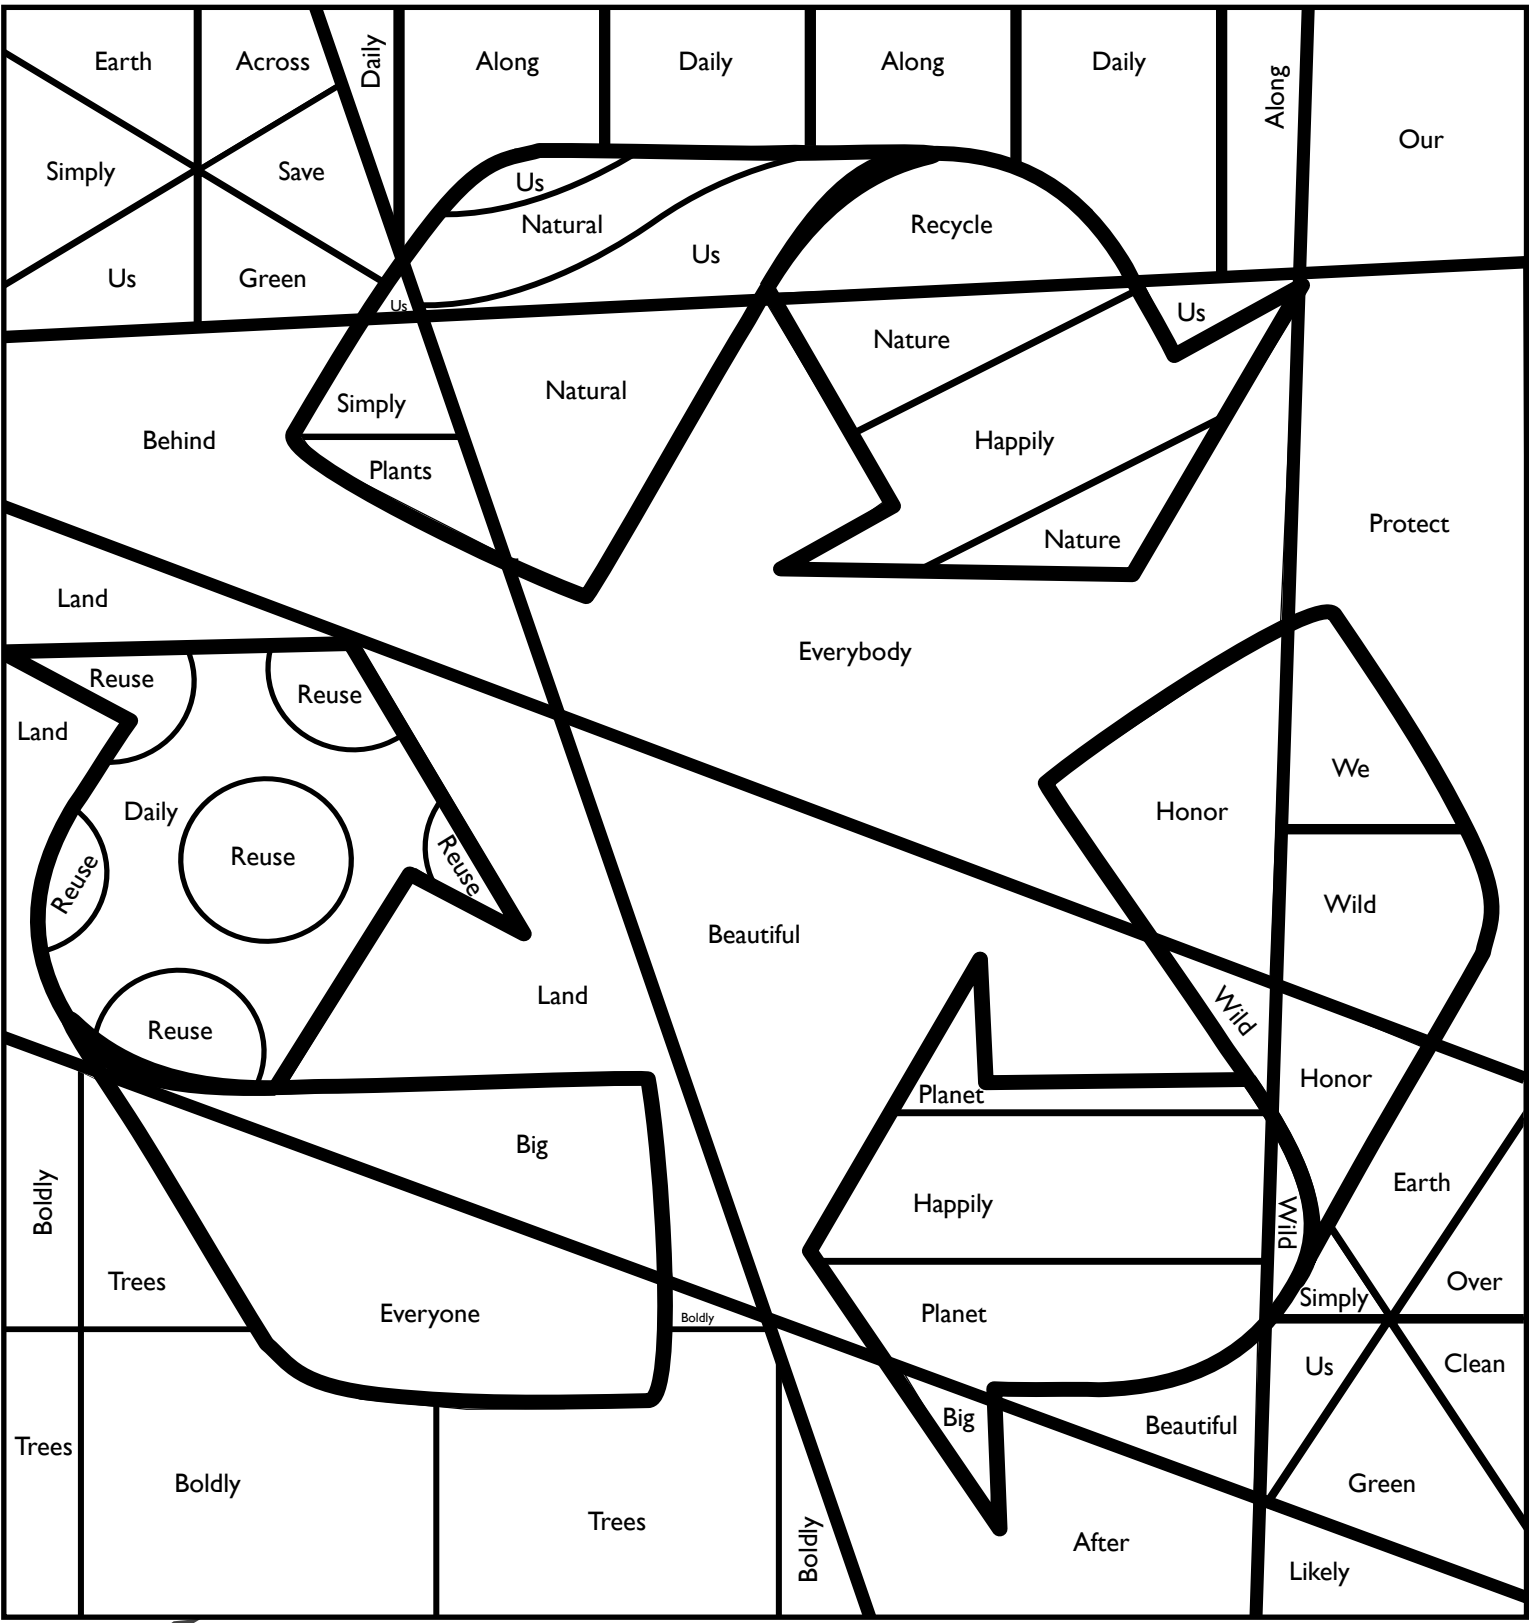 Earth
Across
Daily
Along
Daily
Along
Daily
Along
Our
Simply
Save
Us
Natural
Us
Recycle
Us
Green
Us
Us
Nature
Simply
Natural
Behind
Plants
Happily
Nature
Protect
Land
Everybody
Reuse
Reuse
Land
We
Daily
Honor
Reuse
Reuse
Reuse
Wild
Beautiful
Land
Wild
Reuse
Honor
Planet
Big
Earth
Boldly
Happily
Wild
Trees
Over
Simply
Everyone
Boldly
Planet
Us
Clean
Big
Beautiful
Trees
Boldly
Green
Trees
Boldly
After
Likely